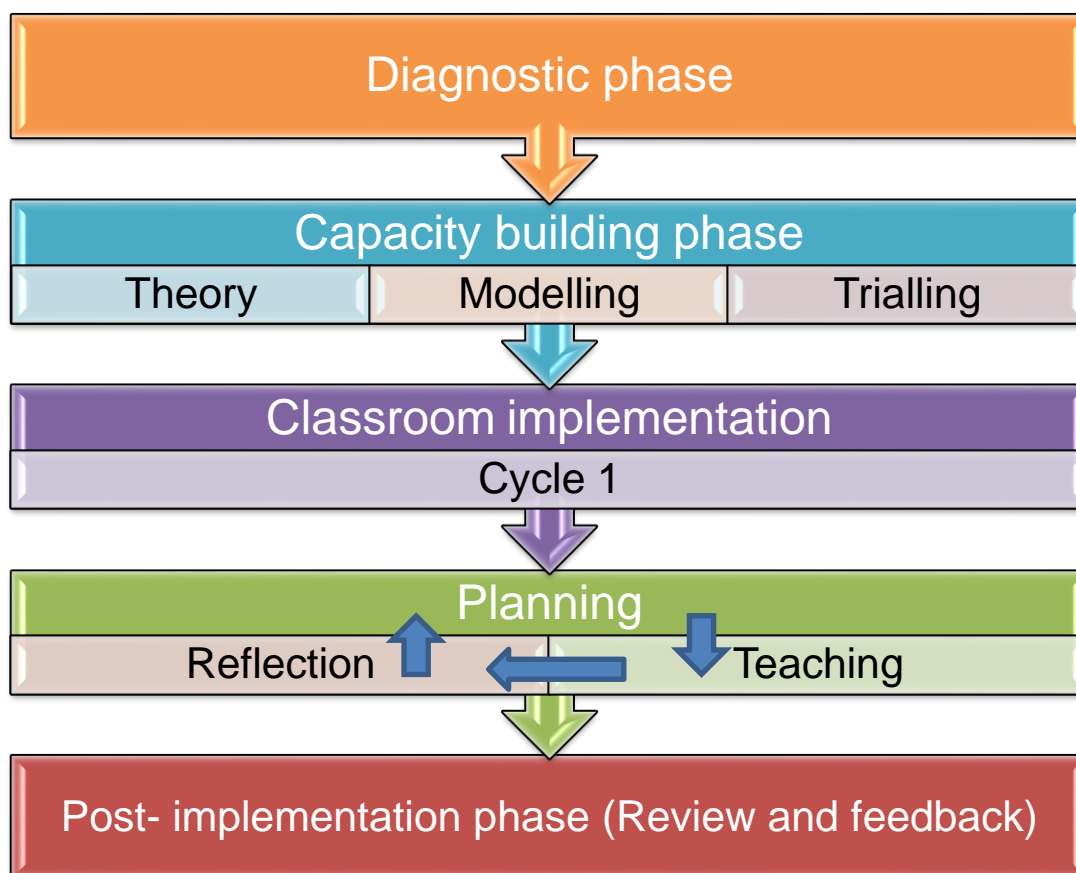 Diagnostic phase
Capacity building phase
Theory
Modelling
Trialling
Classroom implementation
Cycle 1
Planning
Reflection
Teaching
Post- implementation phase (Review and feedback)